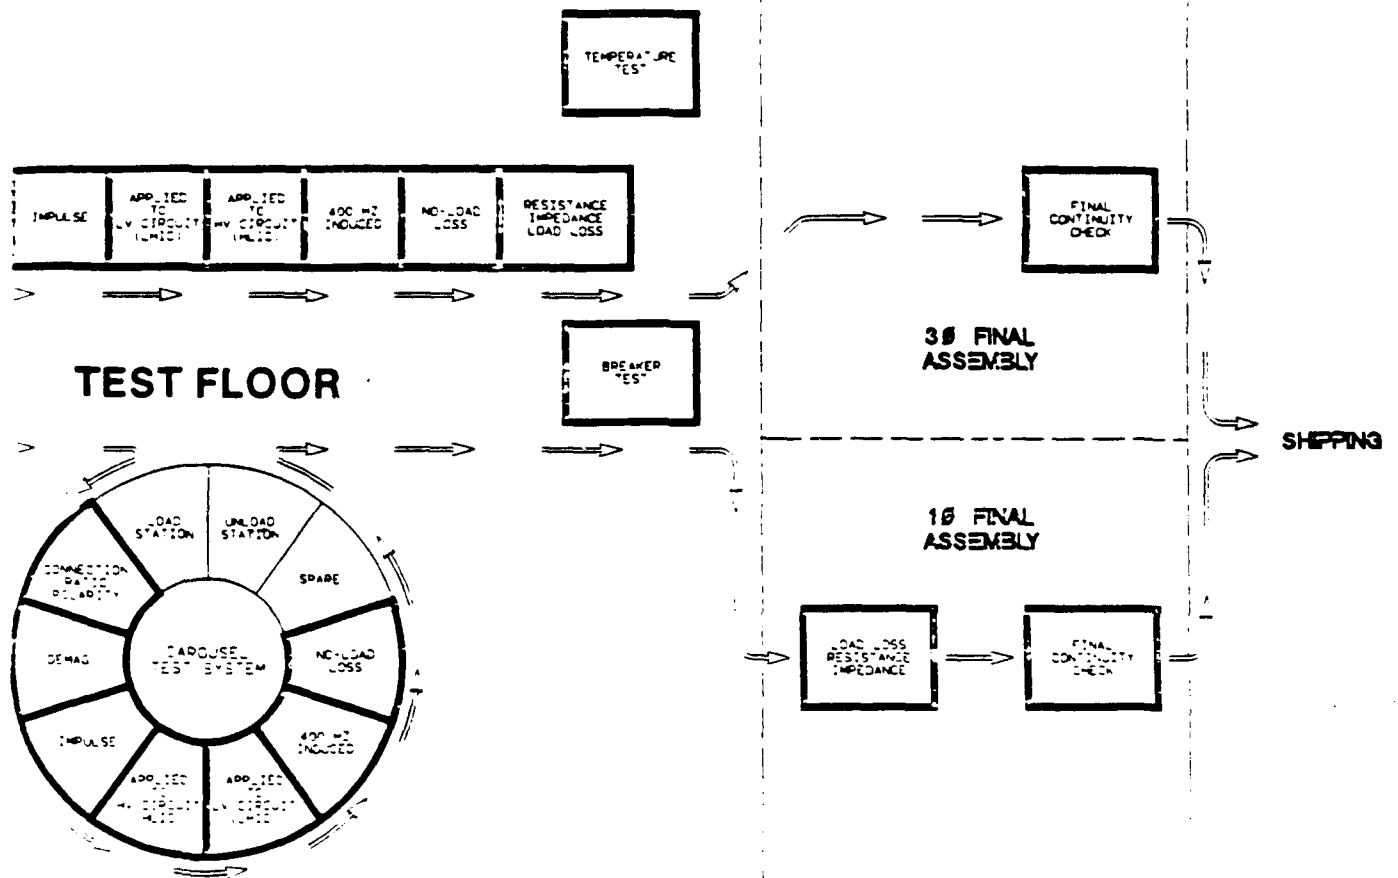 TEMPERATURE
TEST
IMPULSE
APPLIED
TO
LV CIRCUIT
(LHIG)
APPLIED
TO
HV CIRCUIT
(HLIG)
400 HZ
INDUCED
NO-LOAD
LOSS
RESISTANCE
IMPEDANCE
LOAD LOSS
FINAL
CONTINUITY
CHECK
3Ø FINAL
ASSEMBLY
TEST FLOOR
BREAKER
TEST
SHIPPING
1Ø FINAL
ASSEMBLY
LOAD
STATION
UNLOAD
STATION
SPARE
CONNECTION
RATIO
POLARITY
DEMAG
CAROUSEL
TEST SYSTEM
NO-LOAD
LOSS
IMPULSE
400 HZ
INDUCED
APPLIED
TO
HV CIRCUIT
APPLIED
TO
LV CIRCUIT
LOAD LOSS
RESISTANCE
IMPEDANCE
FINAL
CONTINUITY
CHECK